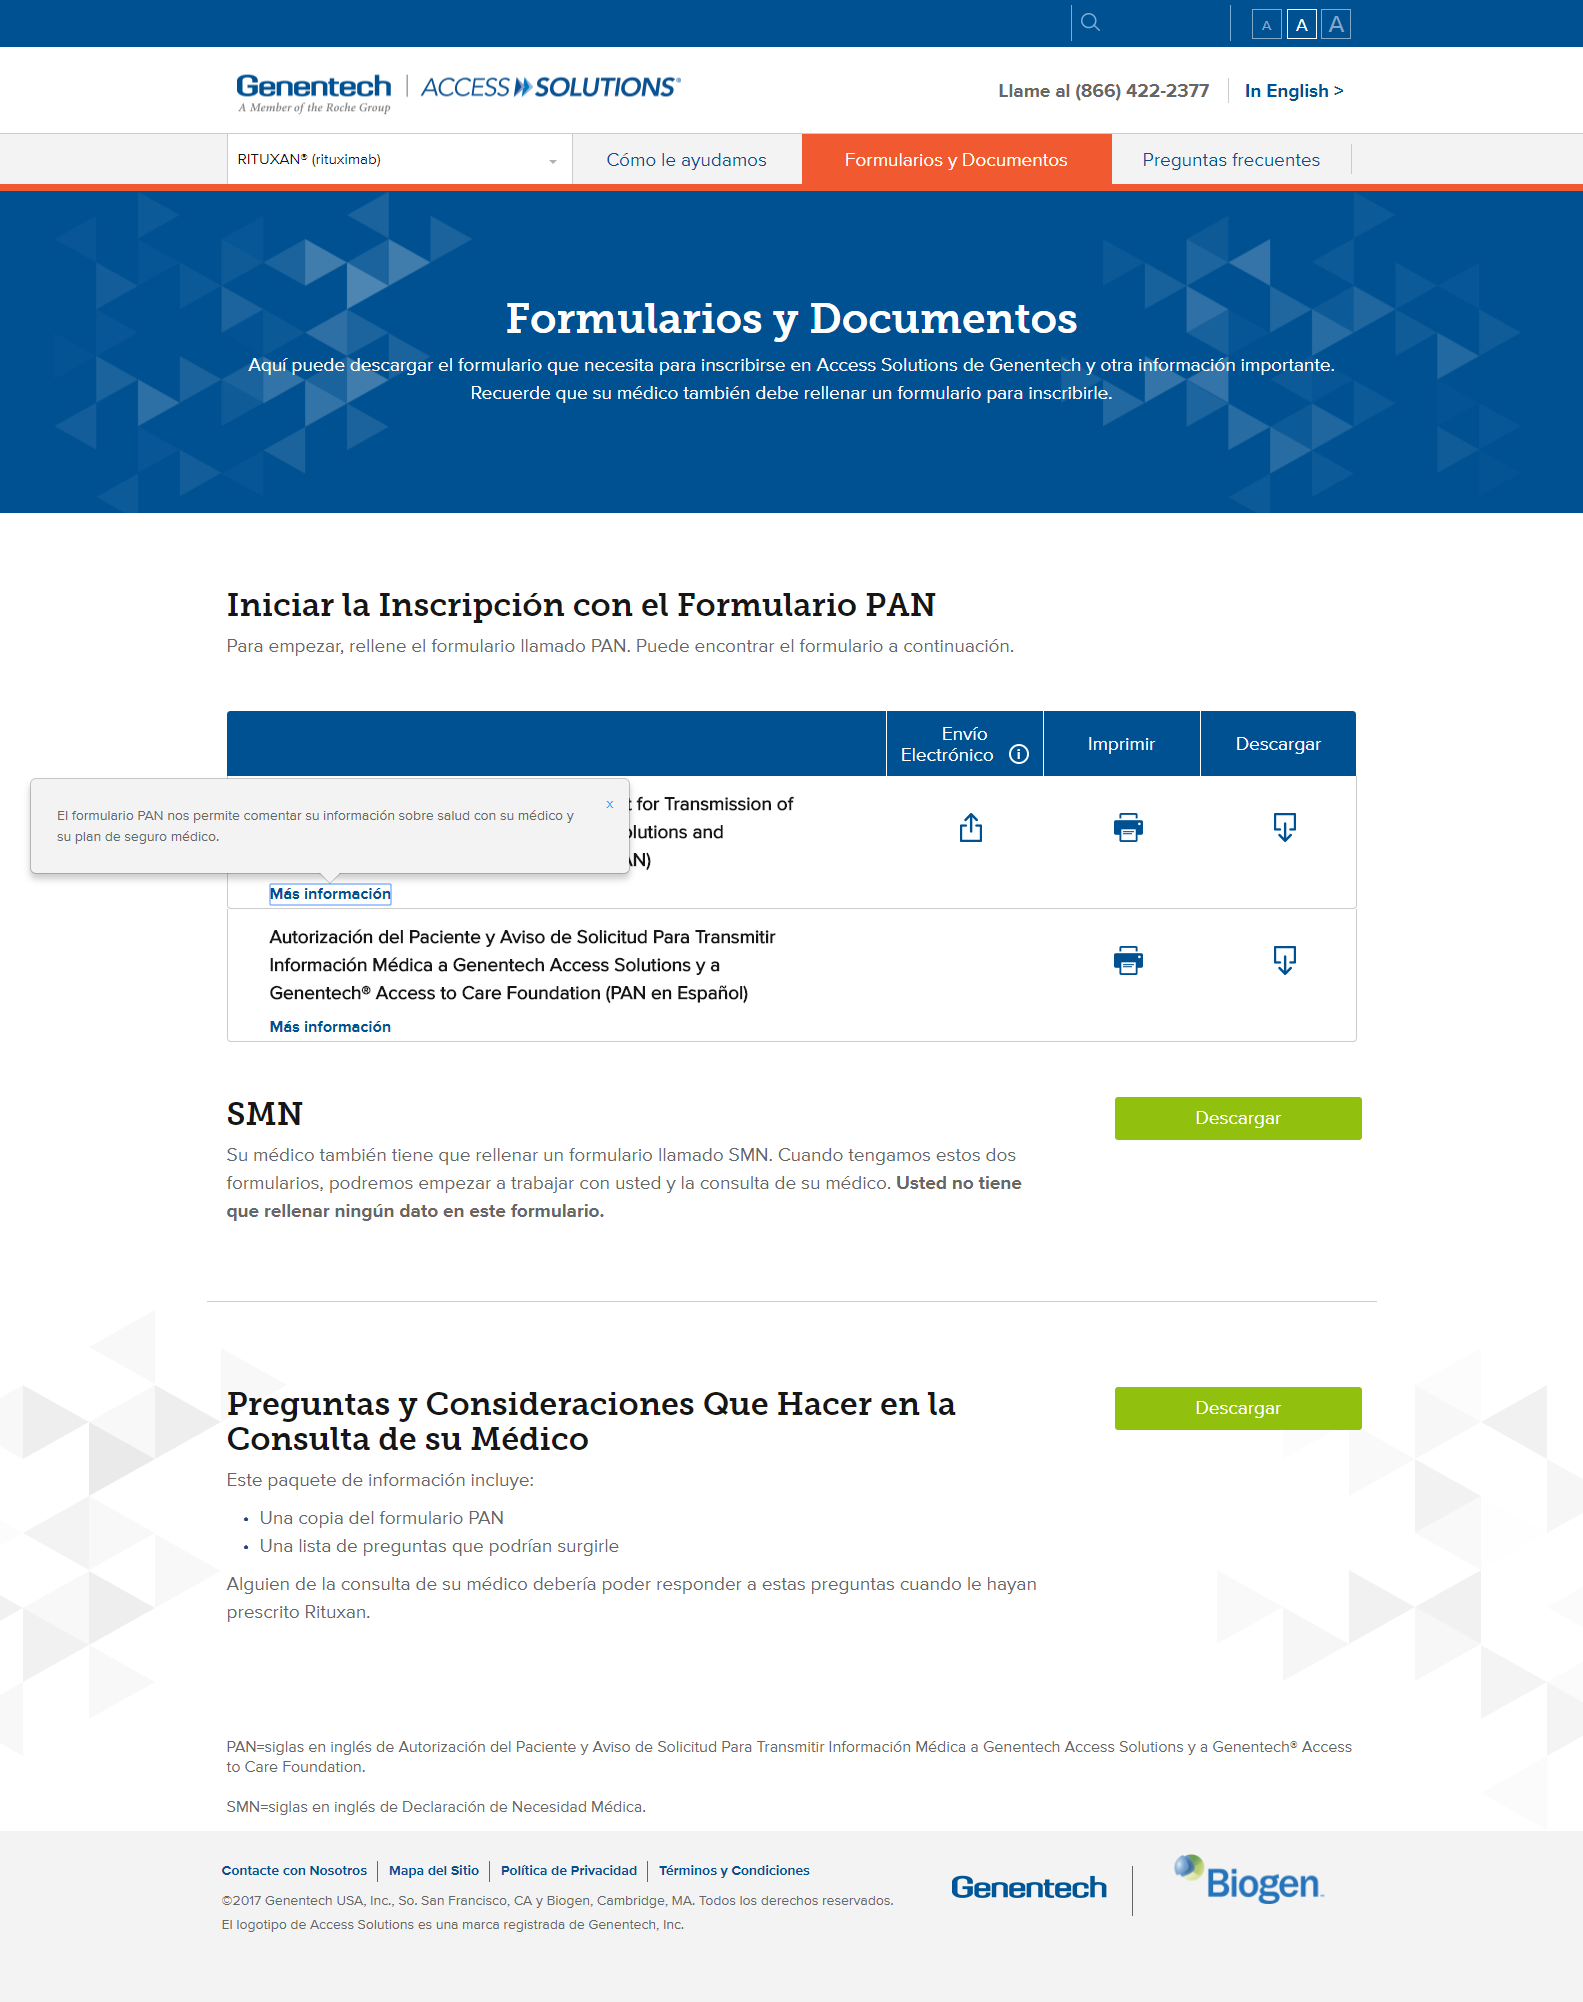 A A A
Genentech
A Member of the Roche Group
ACCESS SOLUTIONS®
Llame al (866) 422-2377
In English >
RITUXAN® (rituximab)
Cómo le ayudamos
Formularios y Documentos
Preguntas frecuentes
Formularios y Documentos
Aquí puede descargar el formulario que necesita para inscribirse en Access Solutions de Genentech y otra información importante.
Recuerde que su médico también debe rellenar un formulario para inscribirle.
Iniciar la Inscripción con el Formulario PAN
Para empezar, rellene el formulario llamado PAN. Puede encontrar el formulario a continuación.
Envío
Electrónico
i
Imprimir
Descargar
x
El formulario PAN nos permite comentar su información sobre salud con su médico y
su plan de seguro médico.
for Transmission of
olutions and
AN)
Más información
Autorización del Paciente y Aviso de Solicitud Para Transmitir
Información Médica a Genentech Access Solutions y a
Genentech® Access to Care Foundation (PAN en Español)
Más información
SMN
Descargar
Su médico también tiene que rellenar un formulario llamado SMN. Cuando tengamos estos dos
formularios, podremos empezar a trabajar con usted y la consulta de su médico. Usted no tiene
que rellenar ningún dato en este formulario.
Preguntas y Consideraciones Que Hacer en la
Consulta de su Médico
Descargar
Este paquete de información incluye:
• Una copia del formulario PAN
• Una lista de preguntas que podrían surgirle
Alguien de la consulta de su médico debería poder responder a estas preguntas cuando le hayan
prescrito Rituxan.
PAN=siglas en inglés de Autorización del Paciente y Aviso de Solicitud Para Transmitir Información Médica a Genentech Access Solutions y a Genentech® Access
to Care Foundation.
SMN=siglas en inglés de Declaración de Necesidad Médica.
Contacte con Nosotros
Mapa del Sitio
Política de Privacidad
Términos y Condiciones
©2017 Genentech USA, Inc., So. San Francisco, CA y Biogen, Cambridge, MA. Todos los derechos reservados.
El logotipo de Access Solutions es una marca registrada de Genentech, Inc.
Genentech
Biogen